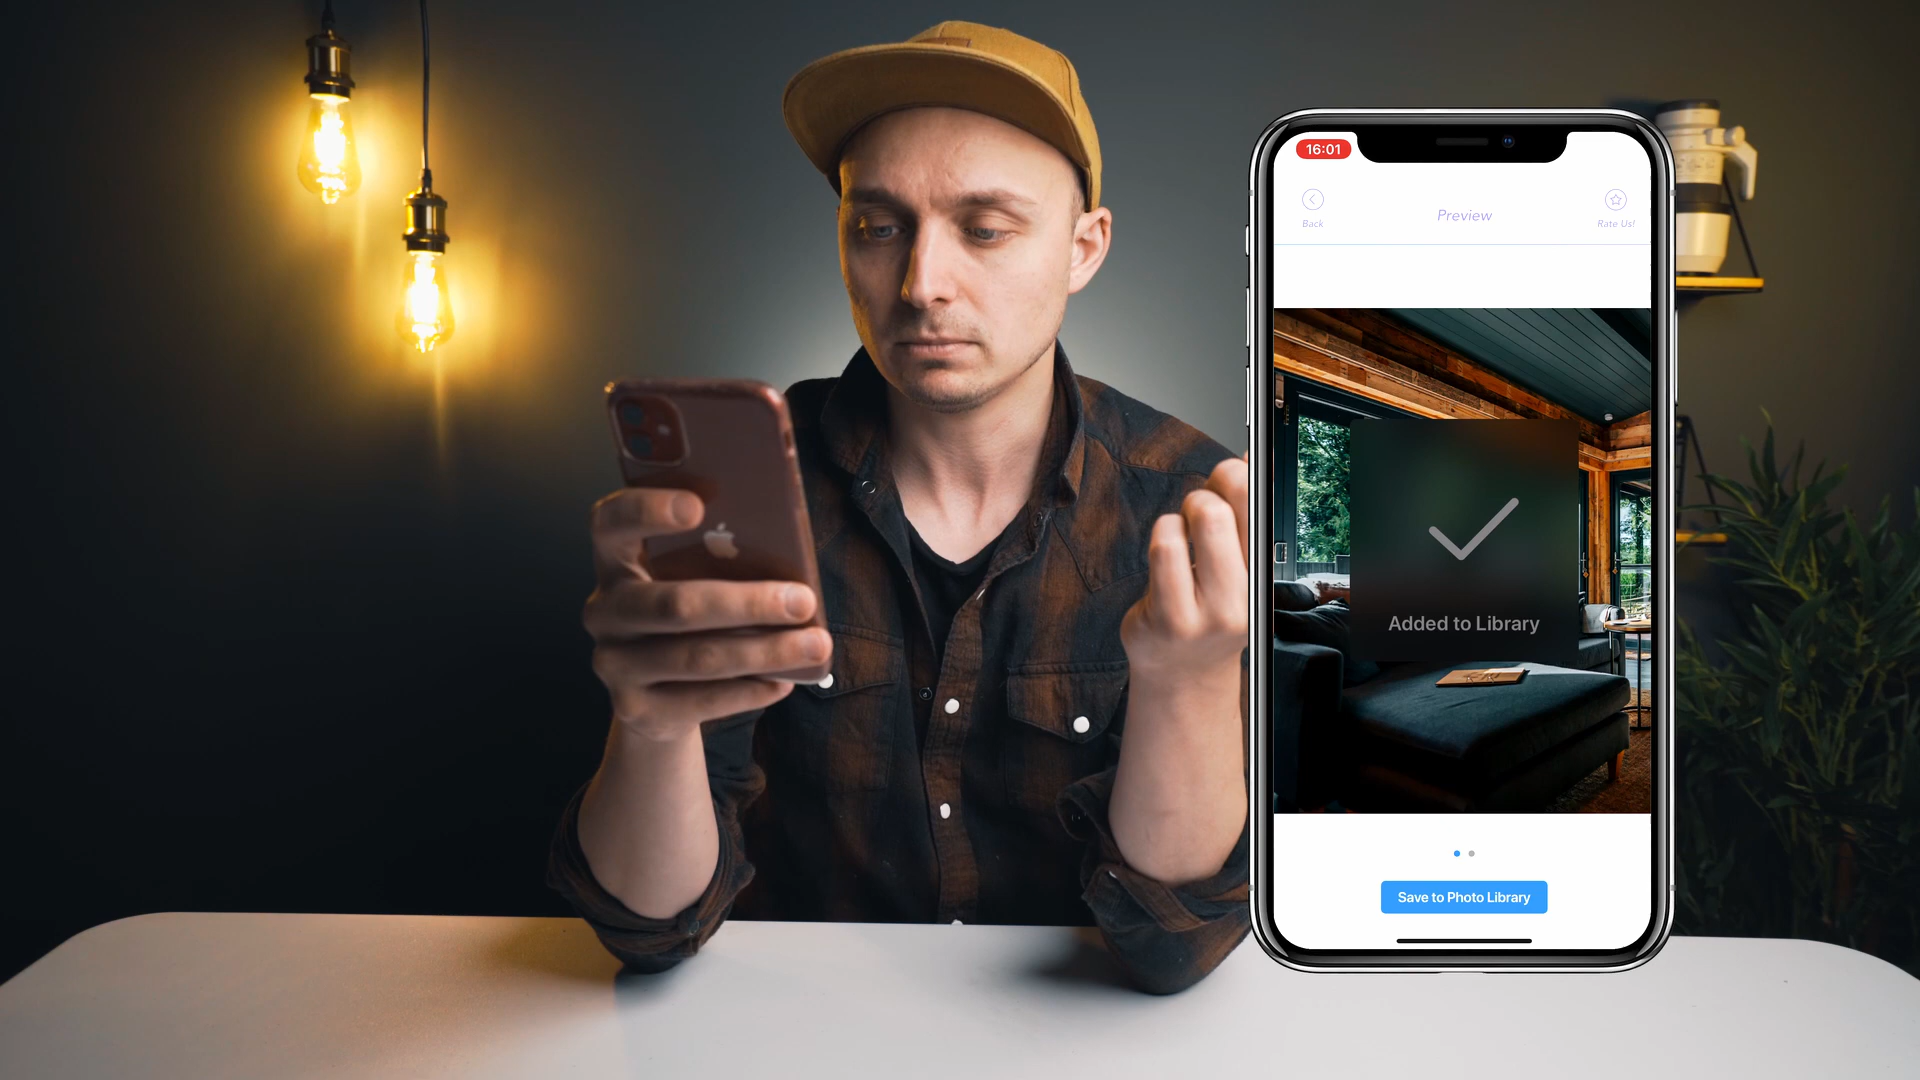 16:01
Back
Preview
Rate Us!
Added to Library
Save to Photo Library